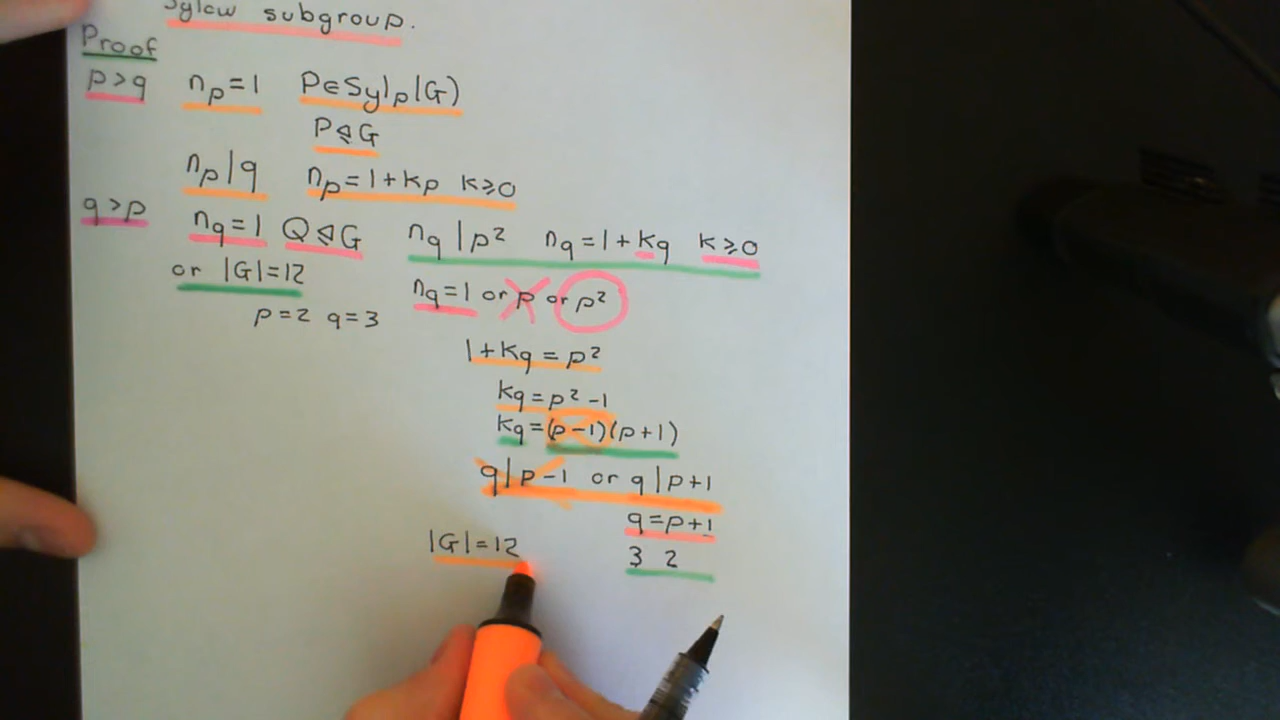 Sylow subgroup.
Proof
p>q n_p=1 P∈Syl_p(G)
P⊴G
n_p|q n_p=1+kp k≥0
q>p n_q=1 Q⊴G n_q|p² n_q=1+kq k≥0
or |G|=12 n_q=1 or p or p²
p=2 q=3
1+kq=p²
kq=p²-1
kq=(p-1)(p+1)
q|p-1 or q|p+1
q=p+1
|G|=12 3 2